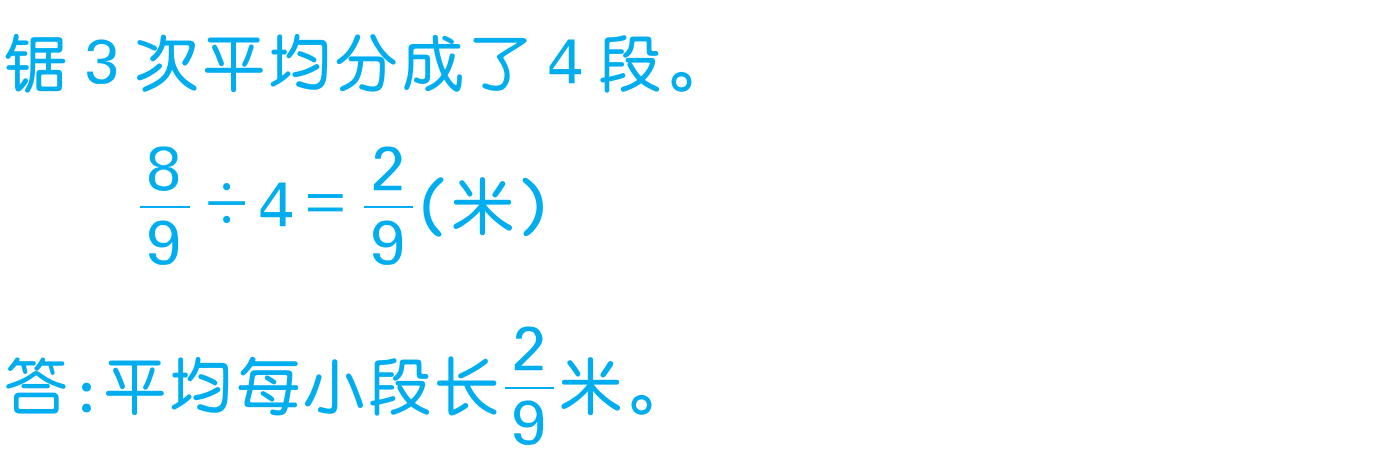 锯 3 次平均分成了 4 段。
8/9 ÷ 4 = 2/9 (米)
答:平均每小段长 2/9 米。